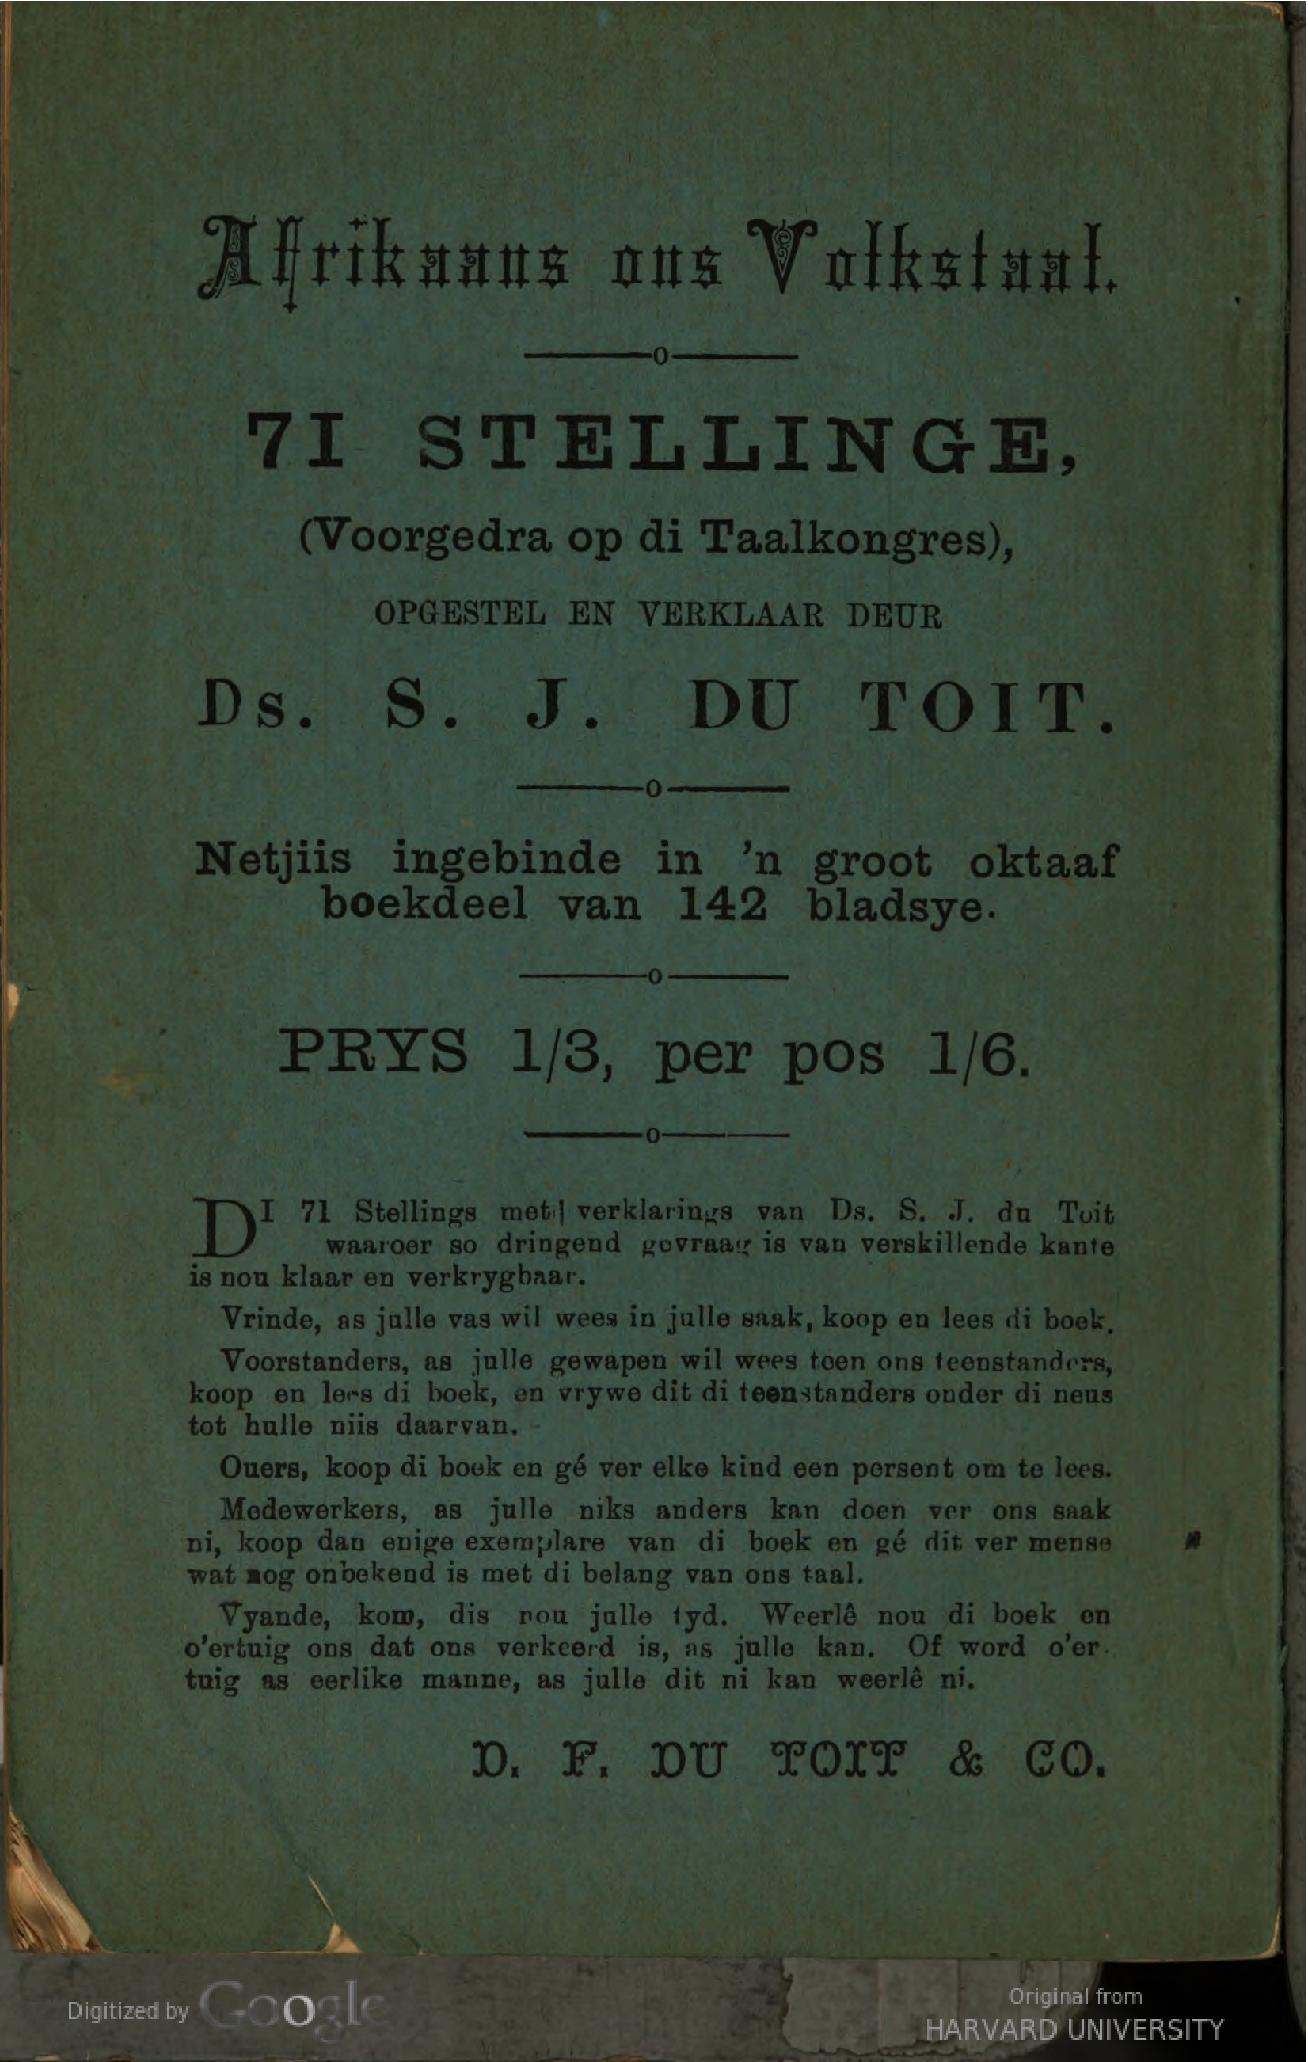 Afrikaans ons Volkstaal.
71 STELLINGE,
(Voorgedra op di Taalkongres),
OPGESTEL EN VERKLAAR DEUR
Ds. S. J. DU TOIT.
Netjiis ingebinde in 'n groot oktaaf
boekdeel van 142 bladsye.
PRYS 1/3, per pos 1/6.
DI 71 Stellings met verklarings van Ds. S. J. du Toit
waaroer so dringend gevraag is van verskillende kante
is nou klaar en verkrygbaar.
Vrinde, as julle vas wil wees in julle saak, koop en lees di boek.
Voorstanders, as julle gewapen wil wees teen ons teenstanders,
koop en lees di boek, en vrywe dit di teenstanders onder di neus
tot hulle niis daarvan.
Ouers, koop di boek en gé ver elke kind een persent om te lees.
Medewerkers, as julle niks anders kan doen ver ons saak
ni, koop dan enige exemplare van di boek en gé dit ver mense
wat nog onbekend is met di belang van ons taal.
Vyande, kom, dis nou julle tyd. Weerlê nou di boek en
o'ertuig ons dat ons verkeerd is, as julle kan. Of word o'er-
tuig as eerlike manne, as julle dit ni kan weerlê ni.
D. F. DU TOIT & CO.
Digitized by Google
Original from
HARVARD UNIVERSITY